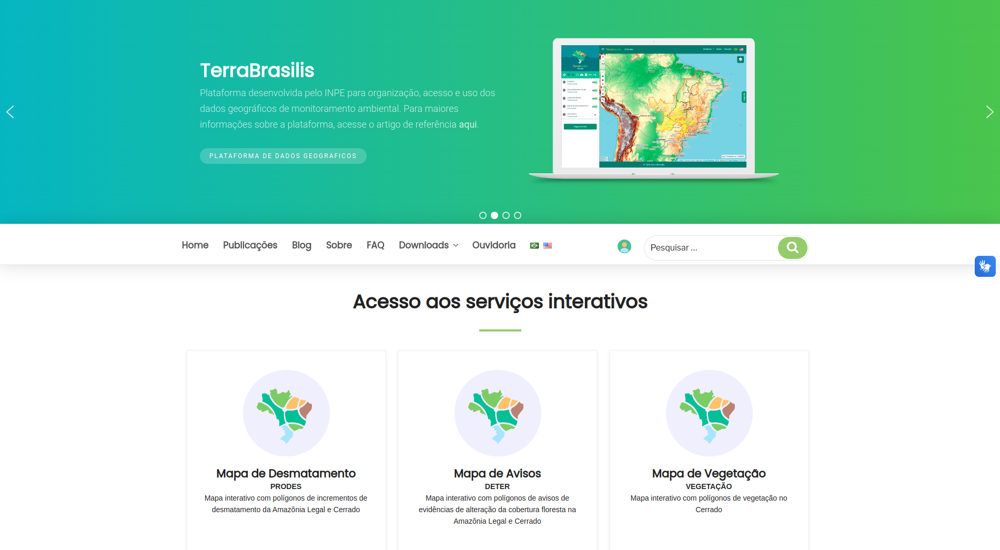 TerraBrasilis
Plataforma desenvolvida pelo INPE para organização, acesso e uso dos
dados geográficos de monitoramento ambiental. Para maiores
informações sobre a plataforma, acesse o artigo de referência aqui.
PLATAFORMA DE DADOS GEOGRAFICOS
Home Publicações Blog Sobre FAQ Downloads Ouvidoria
Pesquisar ...
Acesso aos serviços interativos
Mapa de Desmatamento
PRODES
Mapa interativo com polígonos de incrementos de
desmatamento da Amazônia Legal e Cerrado
Mapa de Avisos
DETER
Mapa interativo com polígonos de avisos de
evidências de alteração da cobertura floresta na
Amazônia Legal e Cerrado
Mapa de Vegetação
VEGETAÇÃO
Mapa interativo com polígonos de vegetação no
Cerrado